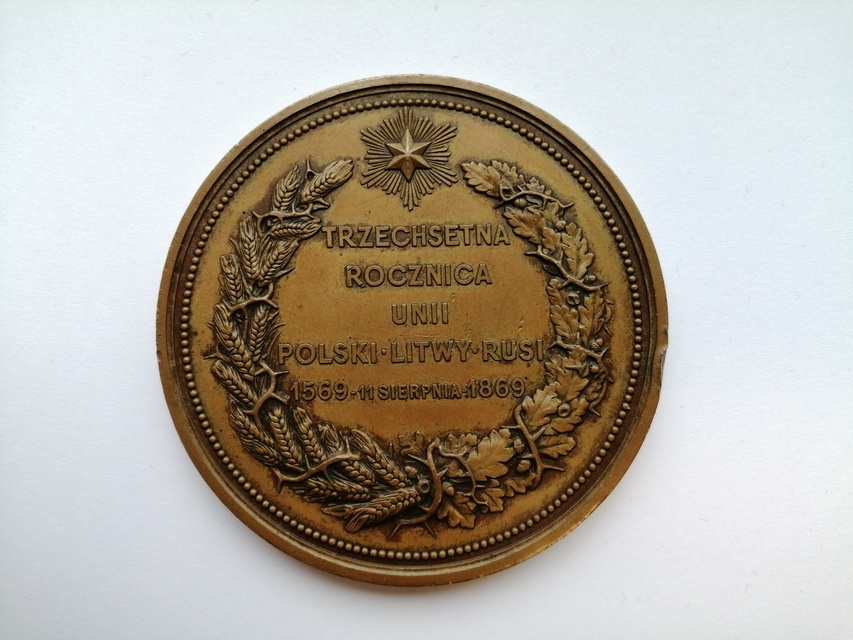 TRZECHSETNA
ROCZNICA
UNII
POLSKI·LITWY·RUSI
1569·11 SIERPNIA·1869